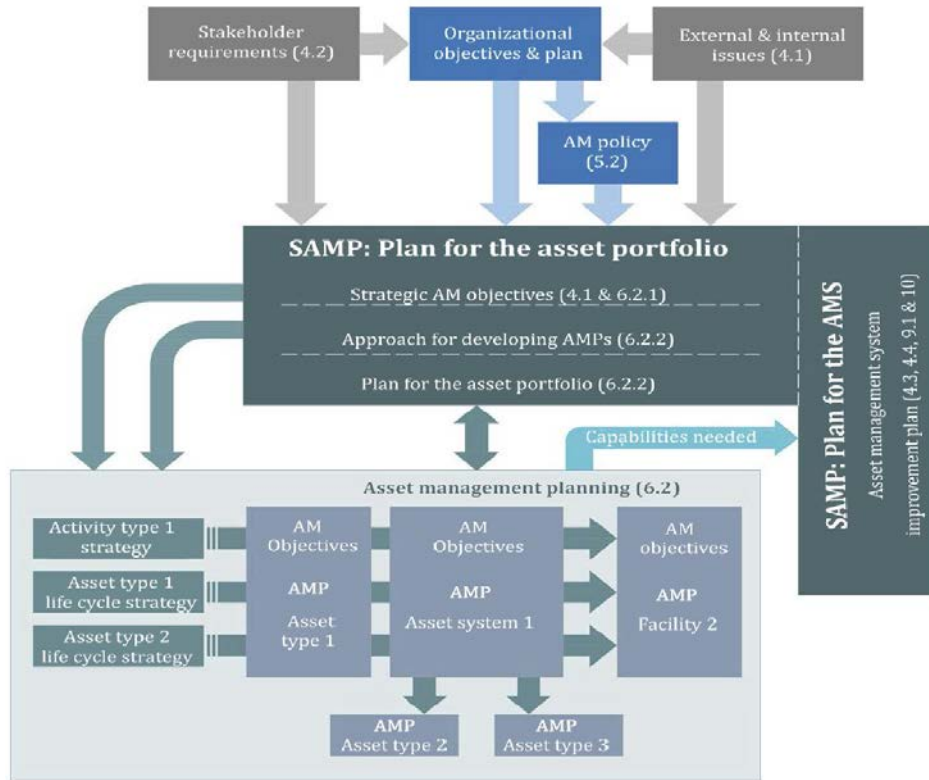 Stakeholder
requirements (4.2)
Organizational
objectives & plan
External & internal
issues (4.1)
AM policy
(5.2)
SAMP: Plan for the asset portfolio
Strategic AM objectives (4.1 & 6.2.1)
Approach for developing AMPs (6.2.2)
Plan for the asset portfolio (6.2.2)
SAMP: Plan for the AMS
Asset management system
improvement plan (4.3, 4.4, 9.1 & 10)
Capabilities needed
Asset management planning (6.2)
Activity type 1
strategy
Asset type 1
life cycle strategy
Asset type 2
life cycle strategy
AM
Objectives
AMP
Asset
type 1
AM
Objectives
AMP
Asset system 1
AM
objectives
AMP
Facility 2
AMP
Asset type 2
AMP
Asset type 3